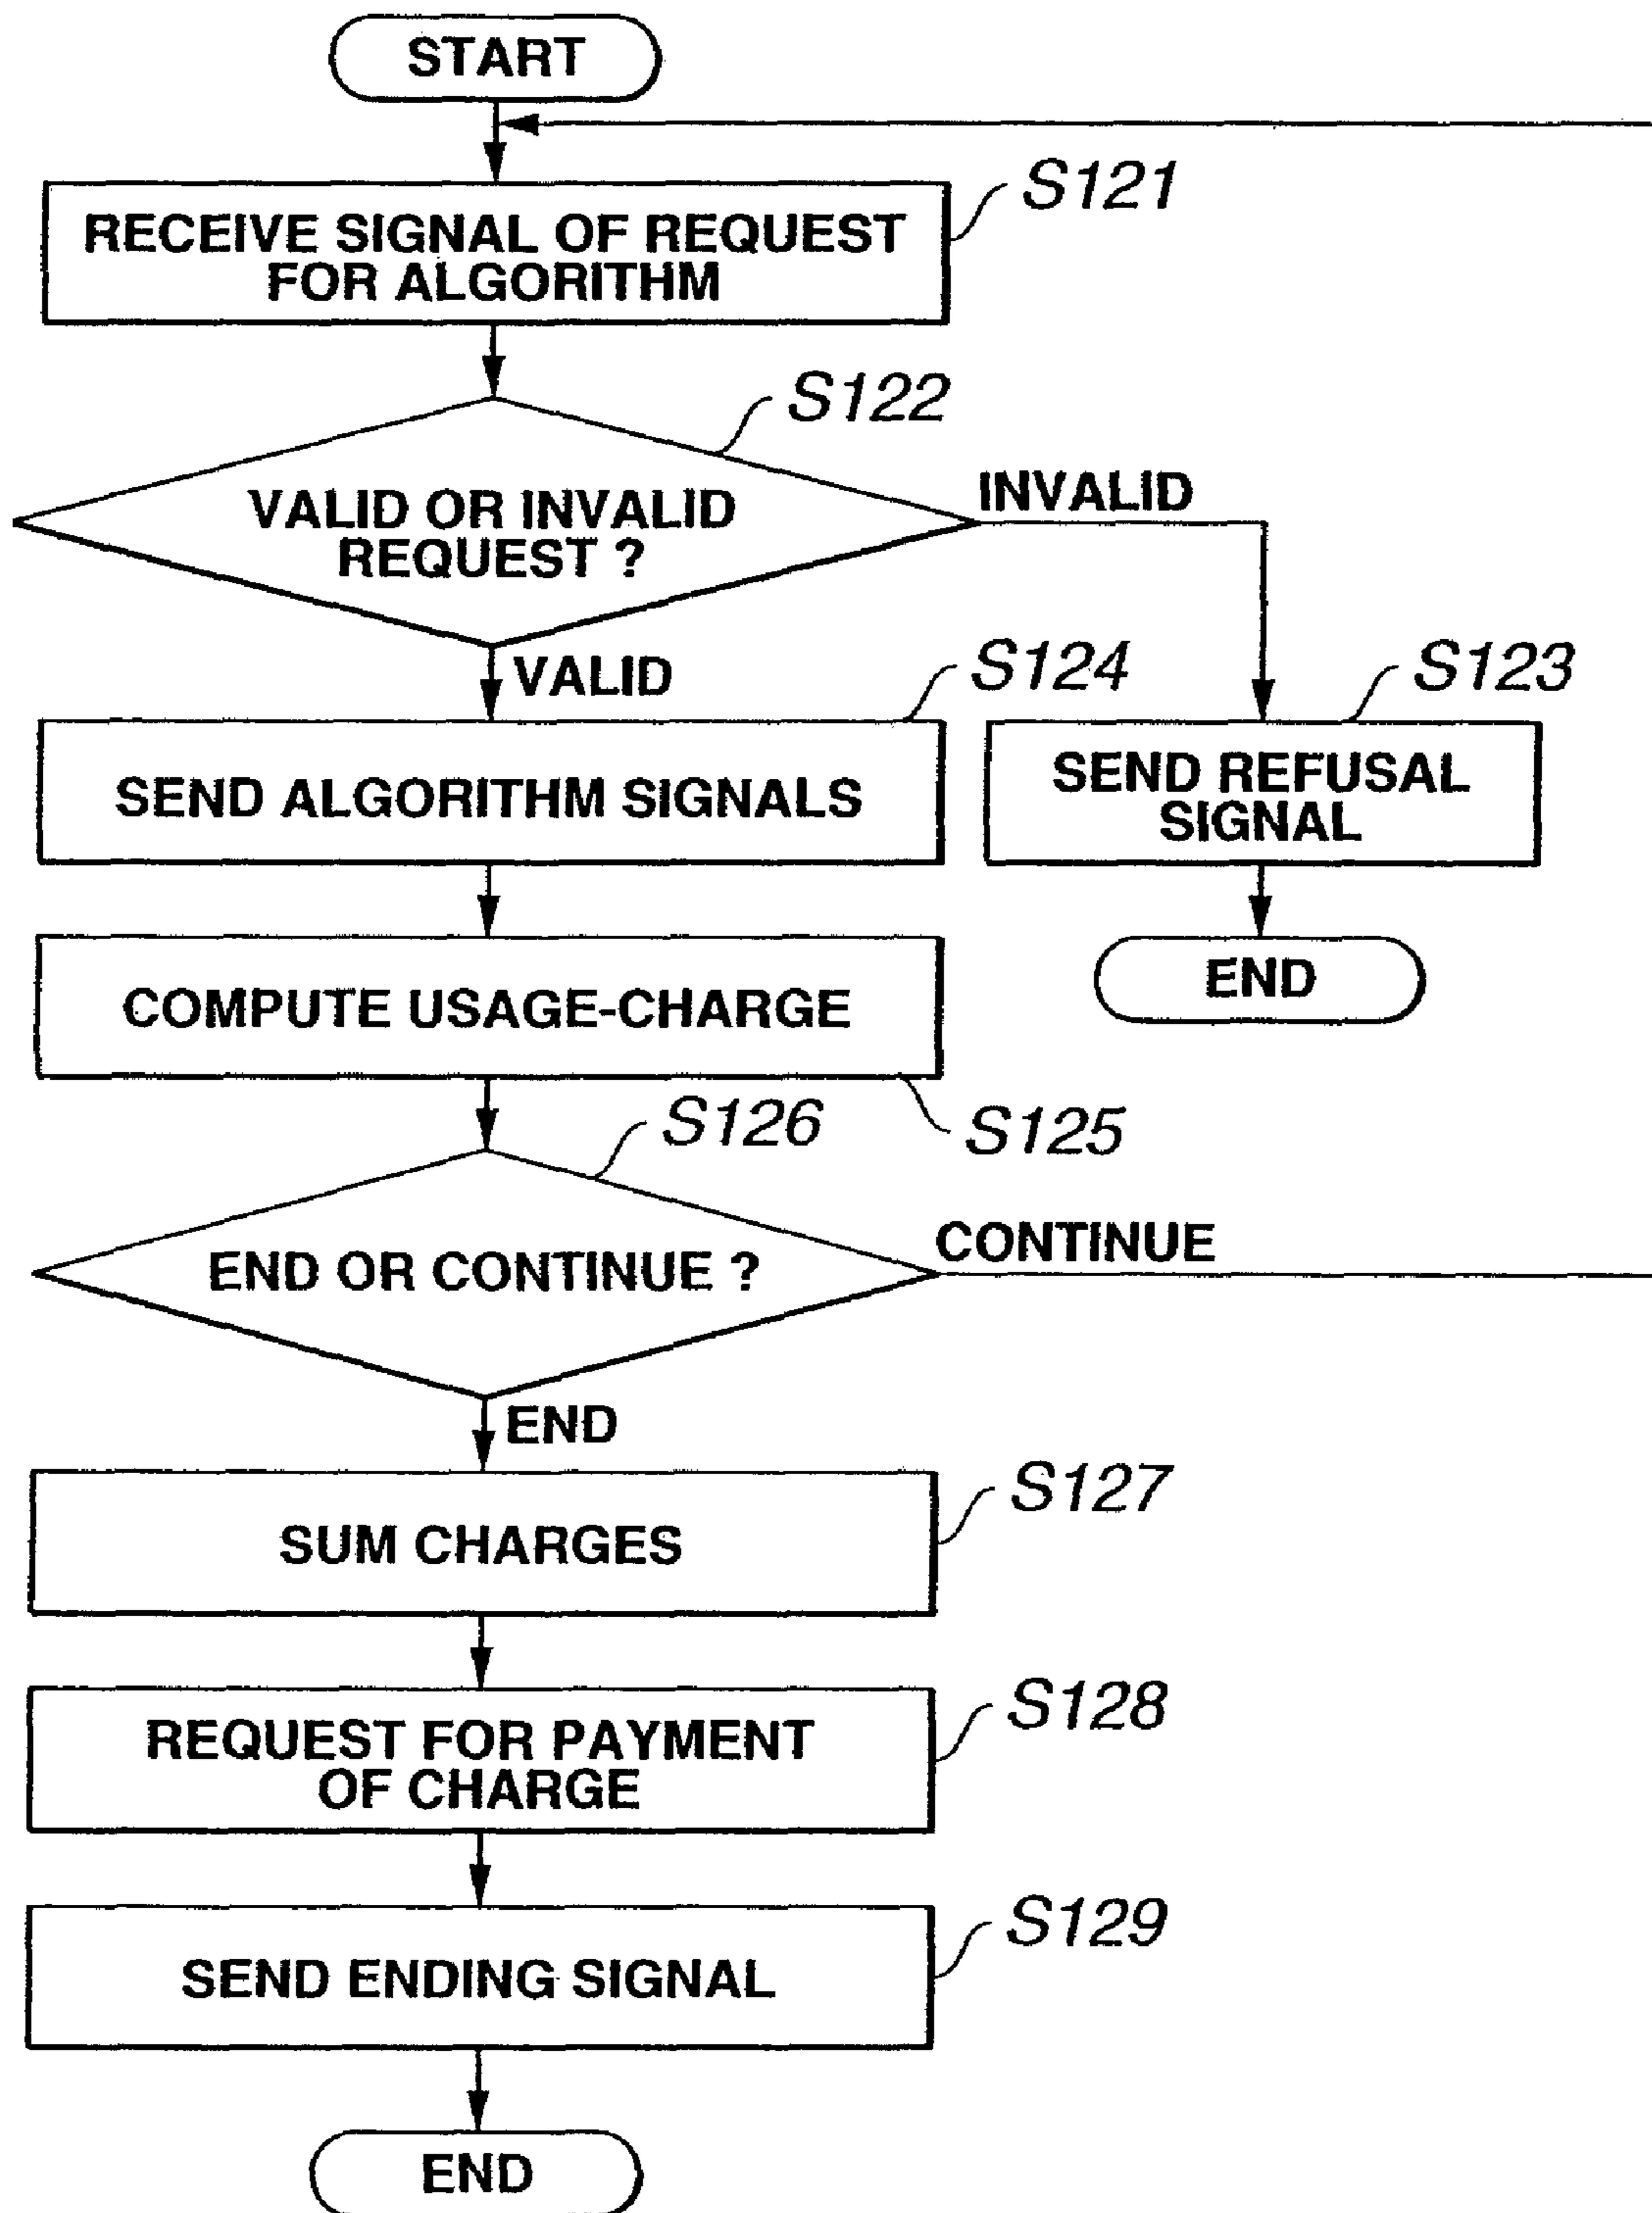 START
S121
RECEIVE SIGNAL OF REQUEST
FOR ALGORITHM
S122
VALID OR INVALID
REQUEST ?
INVALID
VALID
S124
S123
SEND ALGORITHM SIGNALS
SEND REFUSAL
SIGNAL
COMPUTE USAGE-CHARGE
END
S126
S125
END OR CONTINUE ?
CONTINUE
END
S127
SUM CHARGES
S128
REQUEST FOR PAYMENT
OF CHARGE
S129
SEND ENDING SIGNAL
END